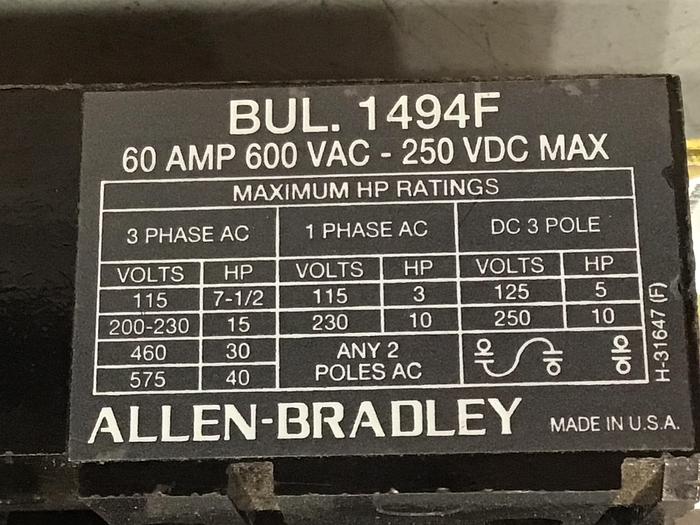 BUL. 1494F
60 AMP 600 VAC - 250 VDC MAX
MAXIMUM HP RATINGS
3 PHASE AC 1 PHASE AC DC 3 POLE
VOLTS HP VOLTS HP VOLTS HP
115 7-1/2 115 3 125 5
200-230 15 230 10 250 10
460 30 ANY 2
575 40 POLES AC
H-31647 (F)
ALLEN-BRADLEY MADE IN U.S.A.